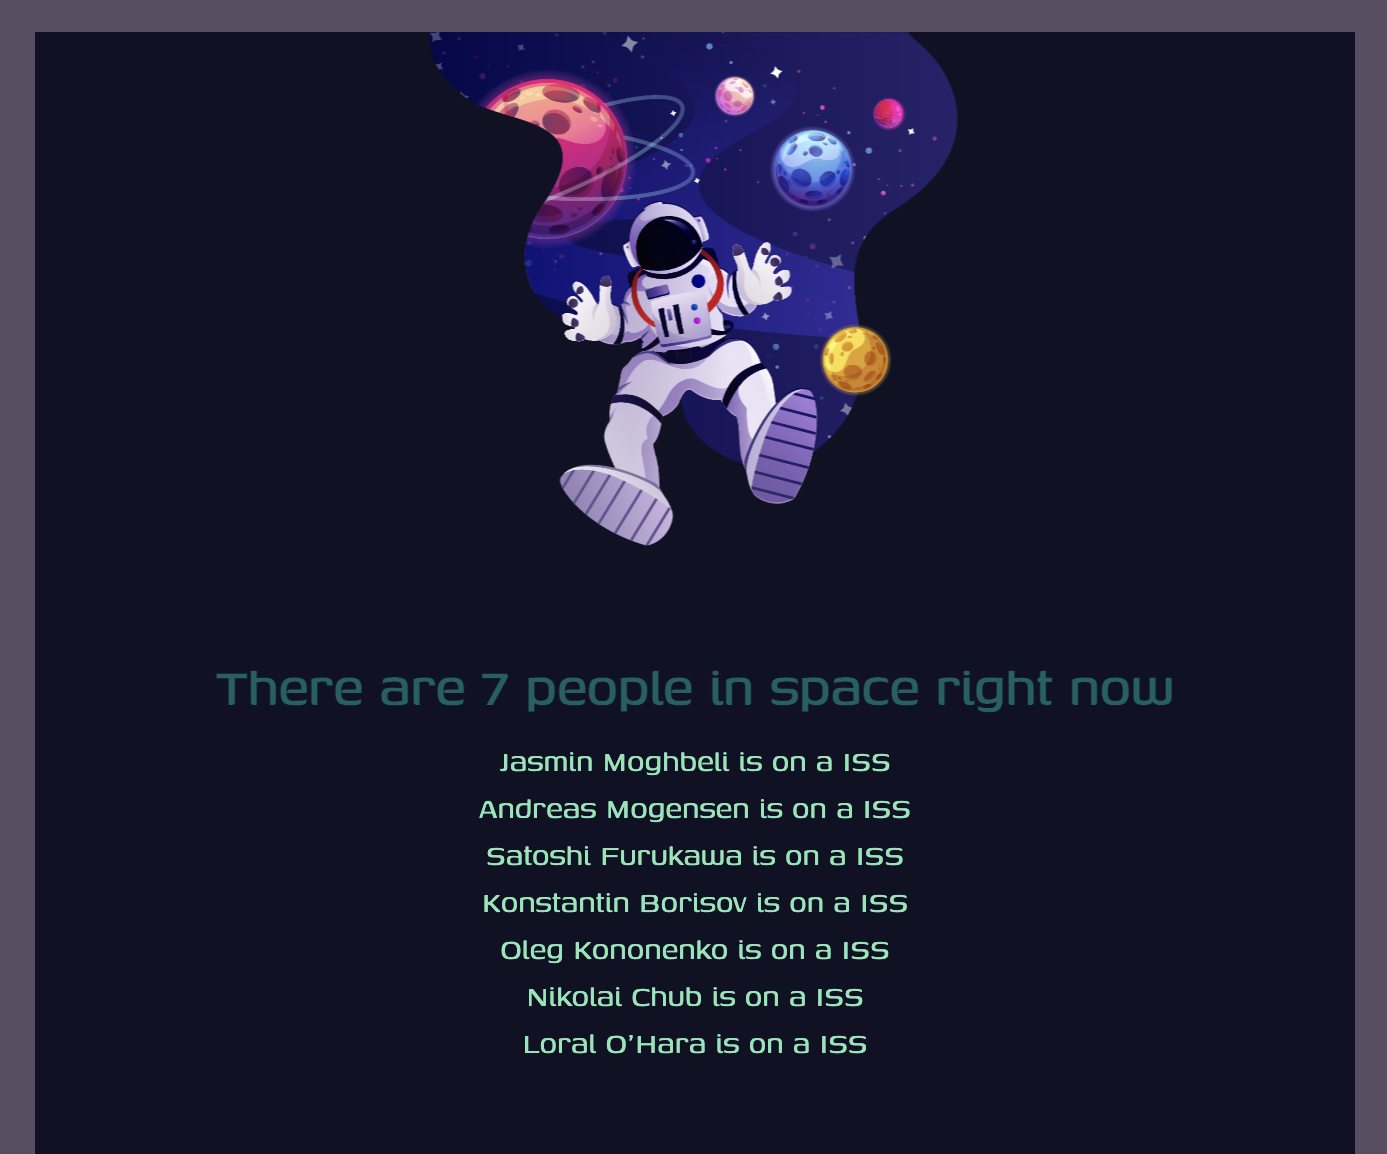 There are 7 people in space right now
Jasmin Moghbeli is on a ISS
Andreas Mogensen is on a ISS
Satoshi Furukawa is on a ISS
Konstantin Borisov is on a ISS
Oleg Kononenko is on a ISS
Nikolai Chub is on a ISS
Loral O’Hara is on a ISS